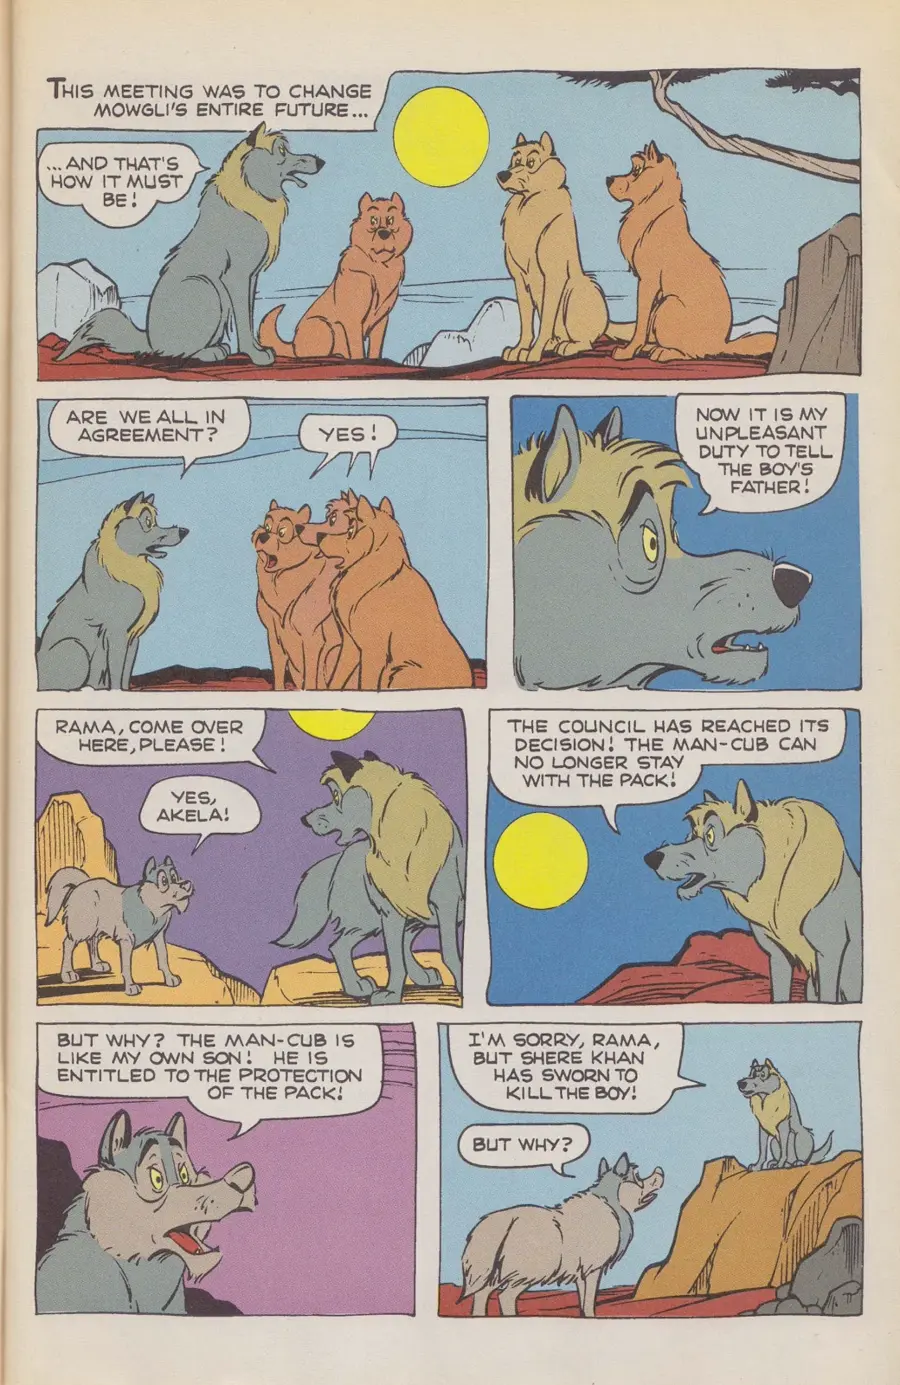 THIS MEETING WAS TO CHANGE
MOWGLI'S ENTIRE FUTURE...
...AND THAT'S
HOW IT MUST
BE!
ARE WE ALL IN
AGREEMENT?
YES!
NOW IT IS MY
UNPLEASANT
DUTY TO TELL
THE BOY'S
FATHER!
RAMA, COME OVER
HERE, PLEASE!
YES,
AKELA!
THE COUNCIL HAS REACHED ITS
DECISION! THE MAN-CUB CAN
NO LONGER STAY
WITH THE PACK!
BUT WHY? THE MAN-CUB IS
LIKE MY OWN SON! HE IS
ENTITLED TO THE PROTECTION
OF THE PACK!
I'M SORRY, RAMA,
BUT SHERE KHAN
HAS SWORN TO
KILL THE BOY!
BUT WHY?